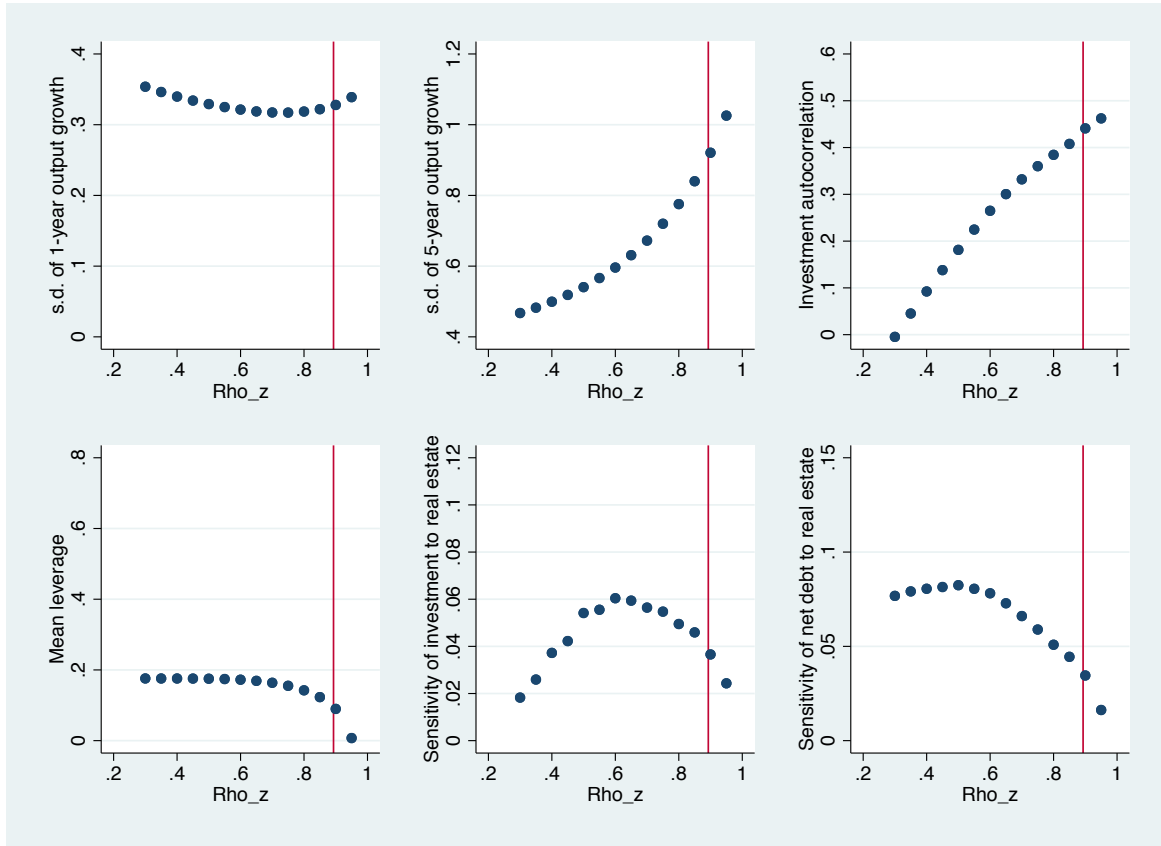 s.d. of 1-year output growth
.4
.3
.2
.1
0
.2 .4 .6 .8 1
Rho_z
s.d. of 5-year output growth
1.2
1
.8
.6
.4
.2 .4 .6 .8 1
Rho_z
Investment autocorrelation
.6
.5
.4
.3
.2
.1
0
.2 .4 .6 .8 1
Rho_z
Mean leverage
.8
.6
.4
.2
0
.2 .4 .6 .8 1
Rho_z
Sensitivity of investment to real estate
.12
.1
.08
.06
.04
.02
0
.2 .4 .6 .8 1
Rho_z
Sensitivity of net debt to real estate
.15
.1
.05
0
.2 .4 .6 .8 1
Rho_z